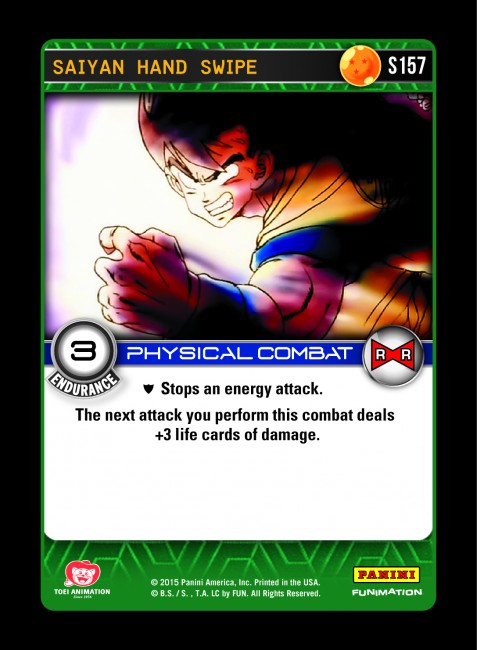 SAIYAN HAND SWIPE S157
3 PHYSICAL COMBAT R R
ENDURANCE
Stops an energy attack.
The next attack you perform this combat deals
+3 life cards of damage.
TOEI ANIMATION
Since 1956
© 2015 Panini America, Inc. Printed in the USA.
© B.S. / S. , T.A. LC by FUN. All Rights Reserved.
PANINI
FUNIMATION